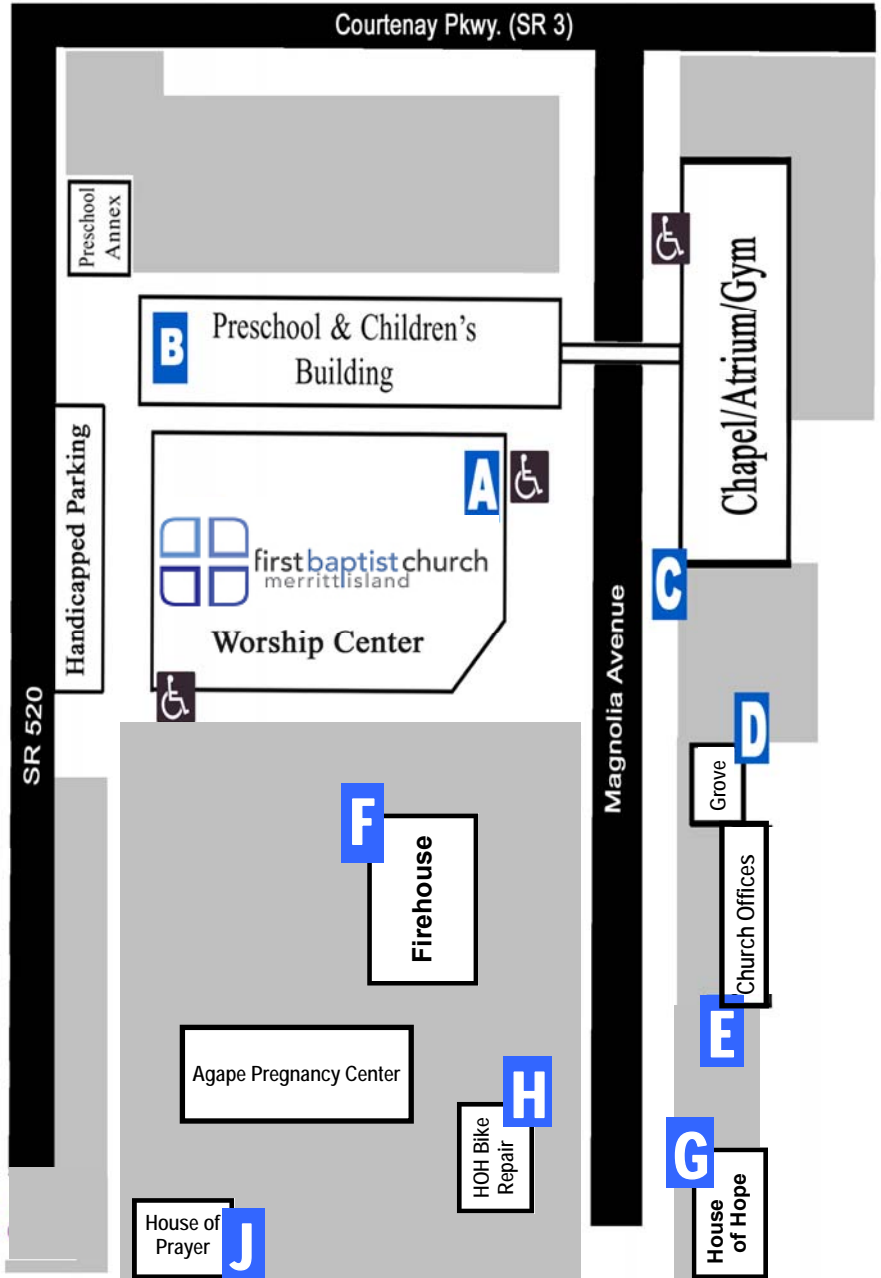 Courtenay Pkwy. (SR 3)
Preschool
Annex
B
Preschool & Children's
Building
Chapel/Atrium/Gym
Handicapped Parking
A
first baptist church
merritt island
Worship Center
C
SR 520
Magnolia Avenue
D
Grove
F
Firehouse
Church Offices
E
Agape Pregnancy Center
H
HOH Bike
Repair
G
House
of Hope
House of
Prayer
J